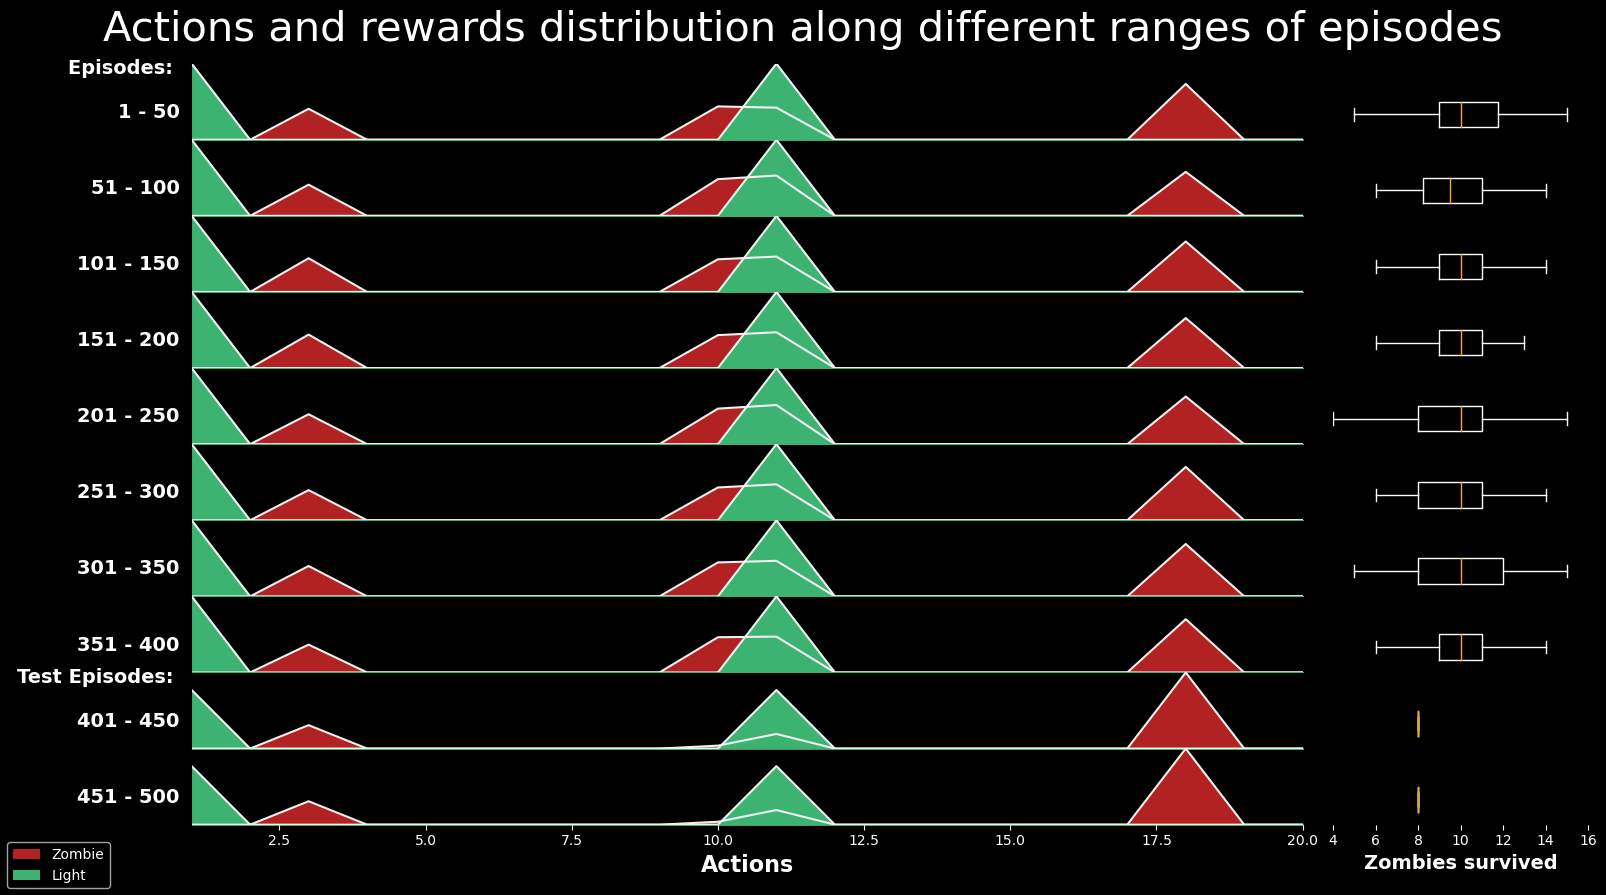 Actions and rewards distribution along different ranges of episodes
Episodes:
1 - 50
51 - 100
101 - 150
151 - 200
201 - 250
251 - 300
301 - 350
351 - 400
Test Episodes:
401 - 450
451 - 500
2.5 5.0 7.5 10.0 12.5 15.0 17.5 20.0
4 6 8 10 12 14 16
Actions
Zombies survived
Zombie
Light